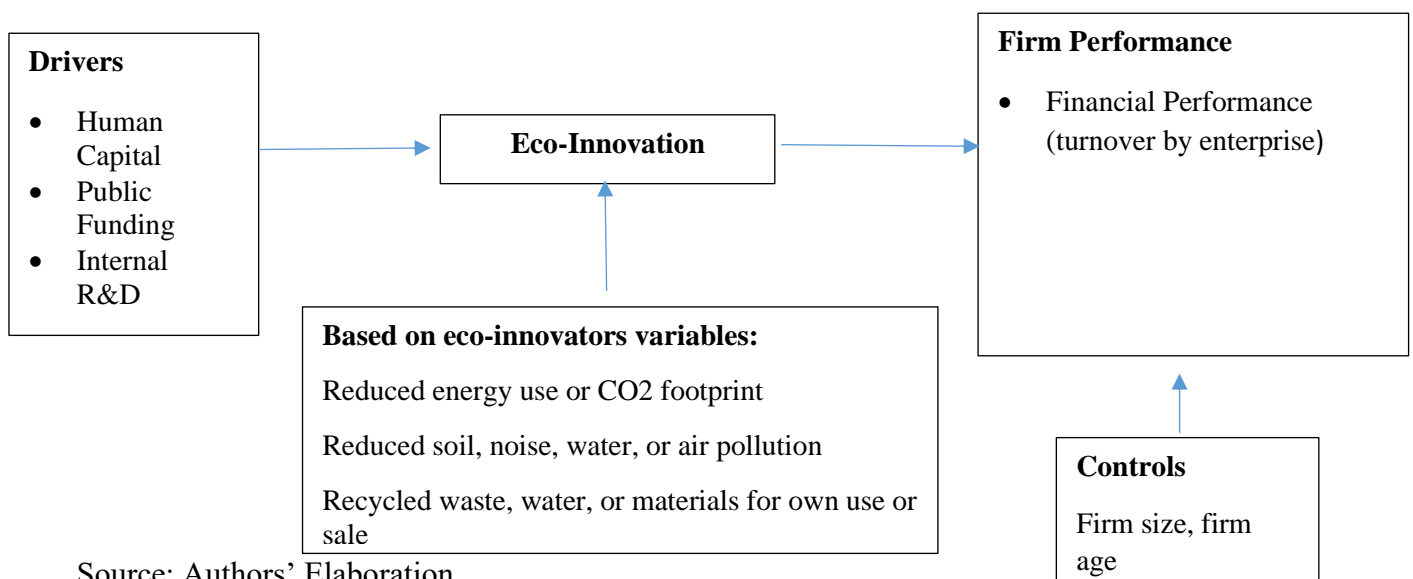 Drivers
• Human
Capital
• Public
Funding
• Internal
R&D
Eco-Innovation
Firm Performance
• Financial Performance
(turnover by enterprise)
Based on eco-innovators variables:
Reduced energy use or CO2 footprint
Reduced soil, noise, water, or air pollution
Recycled waste, water, or materials for own use or
sale
Controls
Firm size, firm
age
Source: Authors’ Elaboration